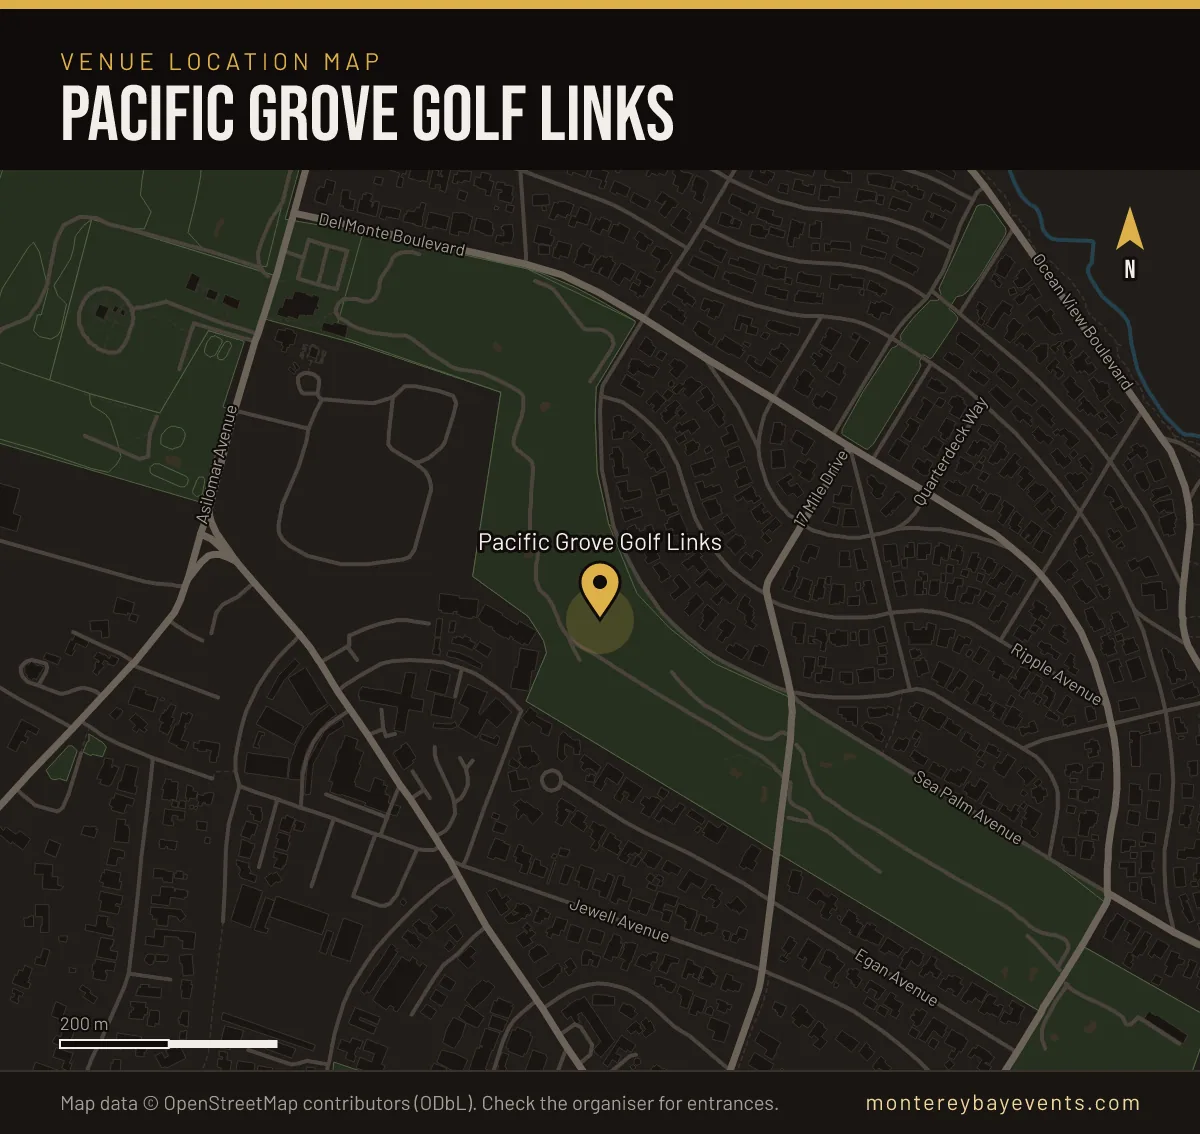 VENUE LOCATION MAP
PACIFIC GROVE GOLF LINKS
Del Monte Boulevard
N
Ocean View Boulevard
Asilomar Avenue
Quarterdeck Way
17 Mile Drive
Pacific Grove Golf Links
Ripple Avenue
Sea Palm Avenue
Jewell Avenue
Egan Avenue
200 m
Map data © OpenStreetMap contributors (ODbL). Check the organiser for entrances.
montereybayevents.com